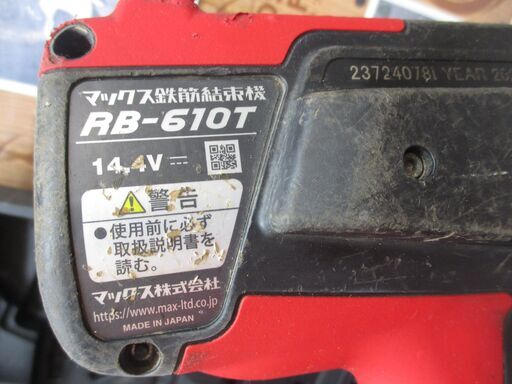 マックス鉄筋結束機
RB-610T
14.4V
⚠警告
●使用前に必ず
取扱説明書を
読む。
マックス株式会社
https://www.max-ltd.co.jp
MADE IN JAPAN
23724078I YEAR 20